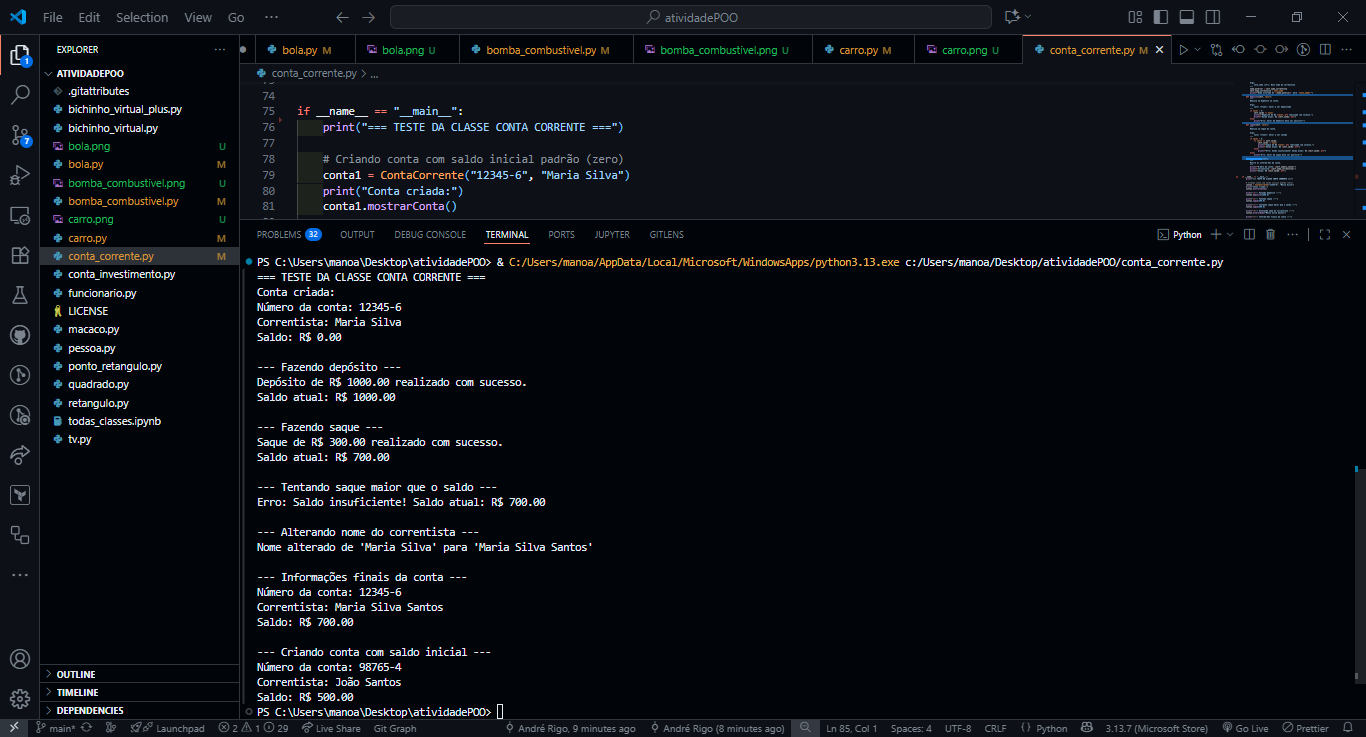 File Edit Selection View Go ··· atividadePOO
EXPLORER ···
bola.py M bola.png U bomba_combustivel.py M bomba_combustivel.png U carro.py M carro.png U conta_corrente.py M
conta_corrente.py > ...
ATIVIDADEPOO
.gitattributes
bichinho_virtual_plus.py
bichinho_virtual.py
bola.png U
bola.py M
bomba_combustivel.png U
bomba_combustivel.py M
carro.png U
carro.py M
conta_corrente.py M
conta_investimento.py
funcionario.py
LICENSE
macaco.py
pessoa.py
ponto_retangulo.py
quadrado.py
retangulo.py
todas_classes.ipynb
tv.py
OUTLINE
TIMELINE
DEPENDENCIES
1
7
74
75 if __name__ == "__main__":
76 print("=== TESTE DA CLASSE CONTA CORRENTE ===")
77
78 # Criando conta com saldo inicial padrão (zero)
79 conta1 = ContaCorrente("12345-6", "Maria Silva")
80 print("Conta criada:")
81 conta1.mostrarConta()
PROBLEMS 32 OUTPUT DEBUG CONSOLE TERMINAL PORTS JUPYTER GITLENS Python
PS C:\Users\manoa\Desktop\atividadePOO> & C:/Users/manoa/AppData/Local/Microsoft/WindowsApps/python3.13.exe c:/Users/manoa/Desktop/atividadePOO/conta_corrente.py
=== TESTE DA CLASSE CONTA CORRENTE ===
Conta criada:
Número da conta: 12345-6
Correntista: Maria Silva
Saldo: R$ 0.00
--- Fazendo depósito ---
Depósito de R$ 1000.00 realizado com sucesso.
Saldo atual: R$ 1000.00
--- Fazendo saque ---
Saque de R$ 300.00 realizado com sucesso.
Saldo atual: R$ 700.00
--- Tentando saque maior que o saldo ---
Erro: Saldo insuficiente! Saldo atual: R$ 700.00
--- Alterando nome do correntista ---
Nome alterado de 'Maria Silva' para 'Maria Silva Santos'
--- Informações finais da conta ---
Número da conta: 12345-6
Correntista: Maria Silva Santos
Saldo: R$ 700.00
--- Criando conta com saldo inicial ---
Número da conta: 98765-4
Correntista: João Santos
Saldo: R$ 500.00
PS C:\Users\manoa\Desktop\atividadePOO>
main* Launchpad 2 1 29 Live Share Git Graph André Rigo, 9 minutes ago André Rigo (8 minutes ago) Ln 85, Col 1 Spaces: 4 UTF-8 CRLF {} Python 3.13.7 (Microsoft Store) Go Live Prettier